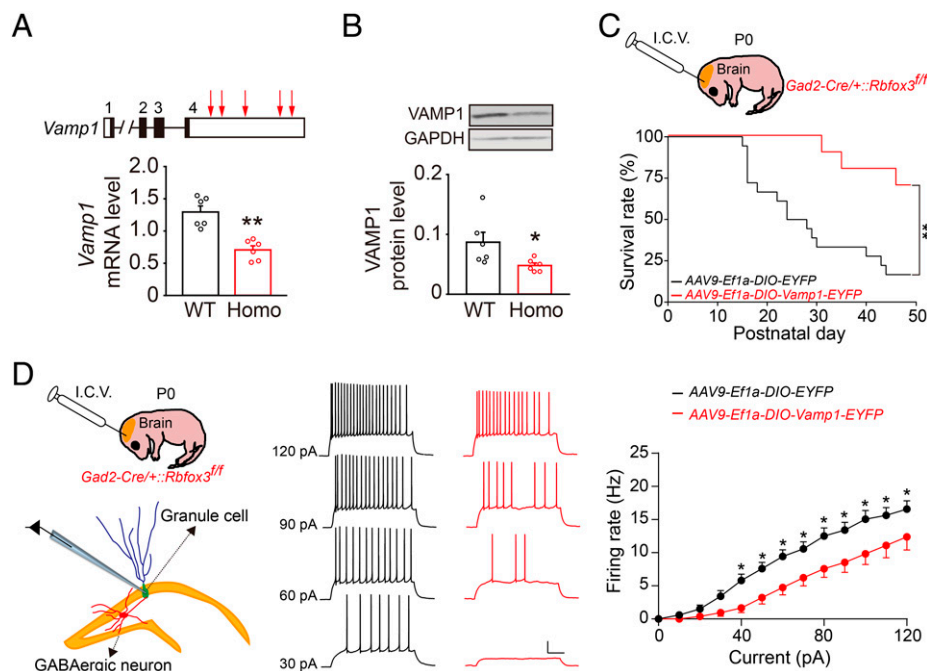 A
1 2 3 4
Vamp1
Vamp1
mRNA level
2.0
1.5
1.0
0.5
0.0
**
WT Homo
B
VAMP1
GAPDH
VAMP1
protein level
0.2
0.1
0.0
*
WT Homo
C
I.C.V. P0
Brain
Gad2-Cre/+::Rbfox3f/f
Survival rate (%)
100
75
50
25
0
**
AAV9-Ef1a-DIO-EYFP
AAV9-Ef1a-DIO-Vamp1-EYFP
0 10 20 30 40 50
Postnatal day
D
I.C.V. P0
Brain
Gad2-Cre/+::Rbfox3f/f
Granule cell
GABAergic neuron
120 pA
90 pA
60 pA
30 pA
AAV9-Ef1a-DIO-EYFP
AAV9-Ef1a-DIO-Vamp1-EYFP
Firing rate (Hz)
25
20
15
10
5
0
* * * * * * * * *
0 40 80 120
Current (pA)